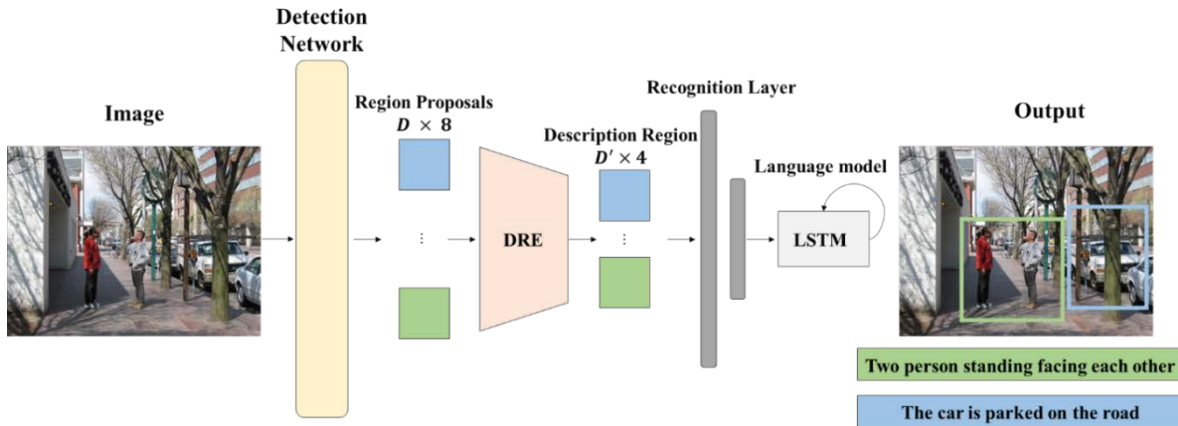 Detection
Network
Image
Region Proposals
D × 8
DRE
Description Region
D′ × 4
Recognition Layer
Language model
LSTM
Output
Two person standing facing each other
The car is parked on the road